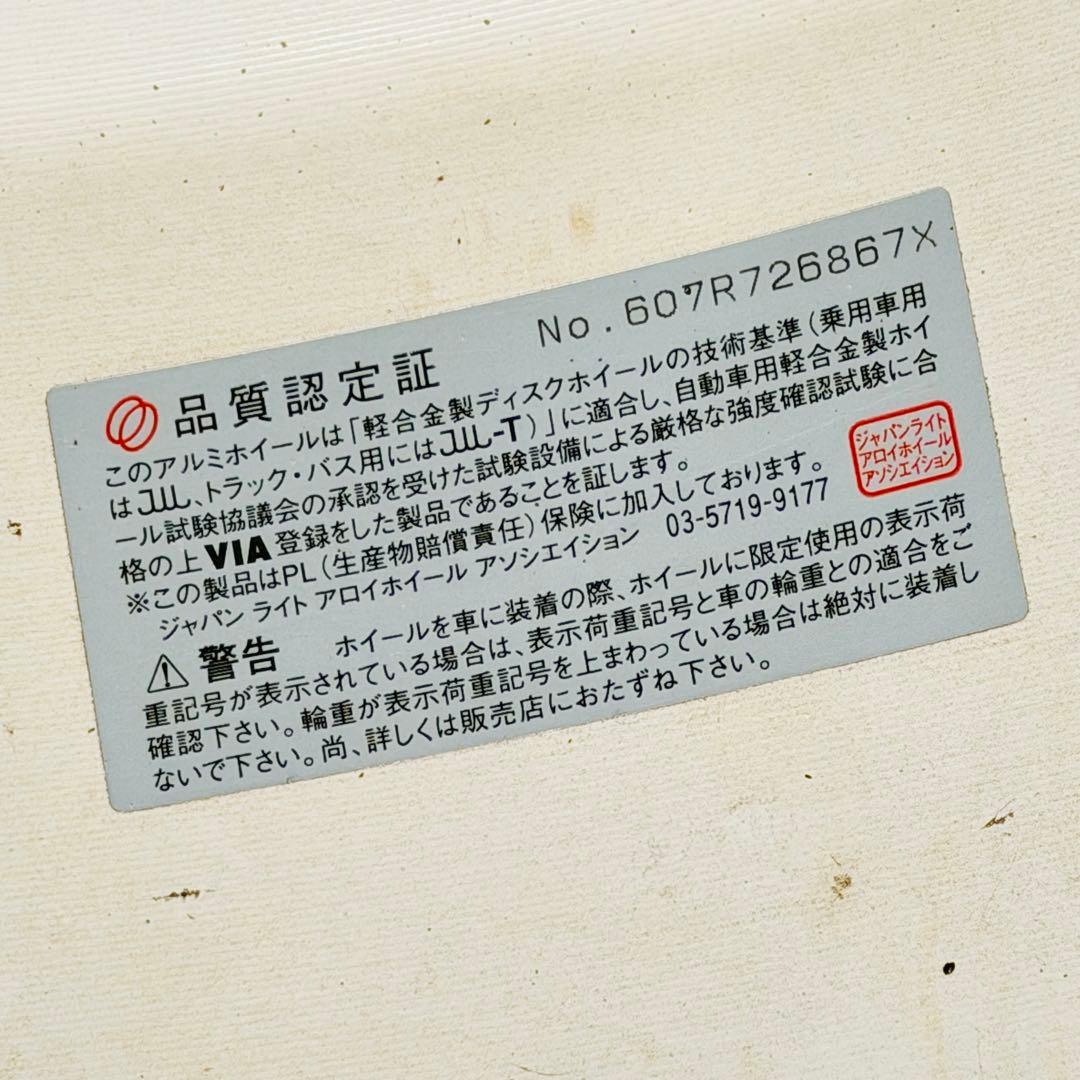 No.607R726867X
品質認定証
このアルミホイールは「軽合金製ディスクホイールの技術基準(乗用車用
はJWL、トラック・バス用にはJWL-T)」に適合し、自動車用軽合金製ホイ
ール試験協議会の承認を受けた試験設備による厳格な強度確認試験に合
格の上VIA登録をした製品であることを証します。
※この製品はPL(生産物賠償責任)保険に加入しております。
ジャパン ライト アロイホイール アソシエイション 03-5719-9177
ジャパンライト
アロイホイール
アソシエイション
警告 ホイールを車に装着の際、ホイールに限定使用の表示荷
重記号が表示されている場合は、表示荷重記号と車の輪重との適合をご
確認下さい。輪重が表示荷重記号を上まわっている場合は絶対に装着し
ないで下さい。尚、詳しくは販売店におたずね下さい。